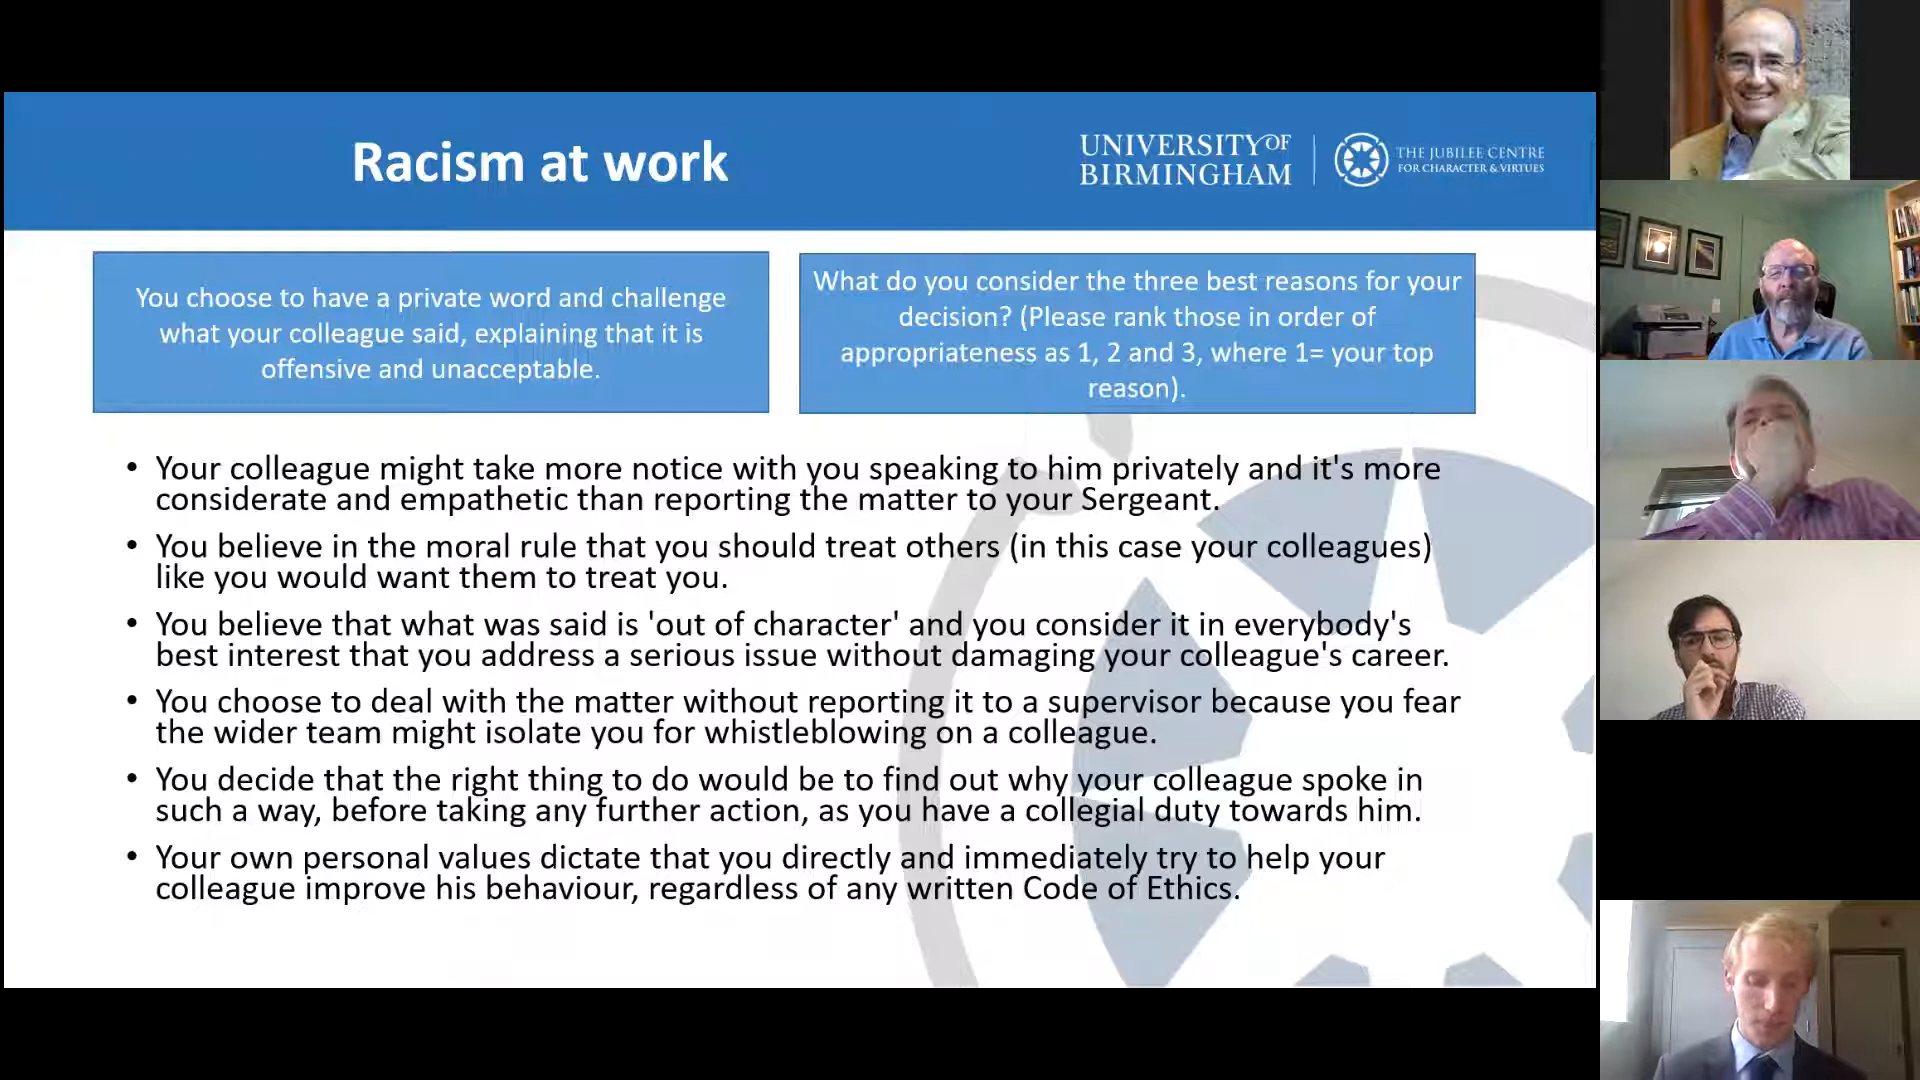 Racism at work
UNIVERSITY OF
BIRMINGHAM
THE JUBILEE CENTRE
FOR CHARACTER & VIRTUES
You choose to have a private word and challenge
what your colleague said, explaining that it is
offensive and unacceptable.
What do you consider the three best reasons for your
decision? (Please rank those in order of
appropriateness as 1, 2 and 3, where 1= your top
reason).
• Your colleague might take more notice with you speaking to him privately and it's more
considerate and empathetic than reporting the matter to your Sergeant.
• You believe in the moral rule that you should treat others (in this case your colleagues)
like you would want them to treat you.
• You believe that what was said is 'out of character' and you consider it in everybody's
best interest that you address a serious issue without damaging your colleague's career.
• You choose to deal with the matter without reporting it to a supervisor because you fear
the wider team might isolate you for whistleblowing on a colleague.
• You decide that the right thing to do would be to find out why your colleague spoke in
such a way, before taking any further action, as you have a collegial duty towards him.
• Your own personal values dictate that you directly and immediately try to help your
colleague improve his behaviour, regardless of any written Code of Ethics.